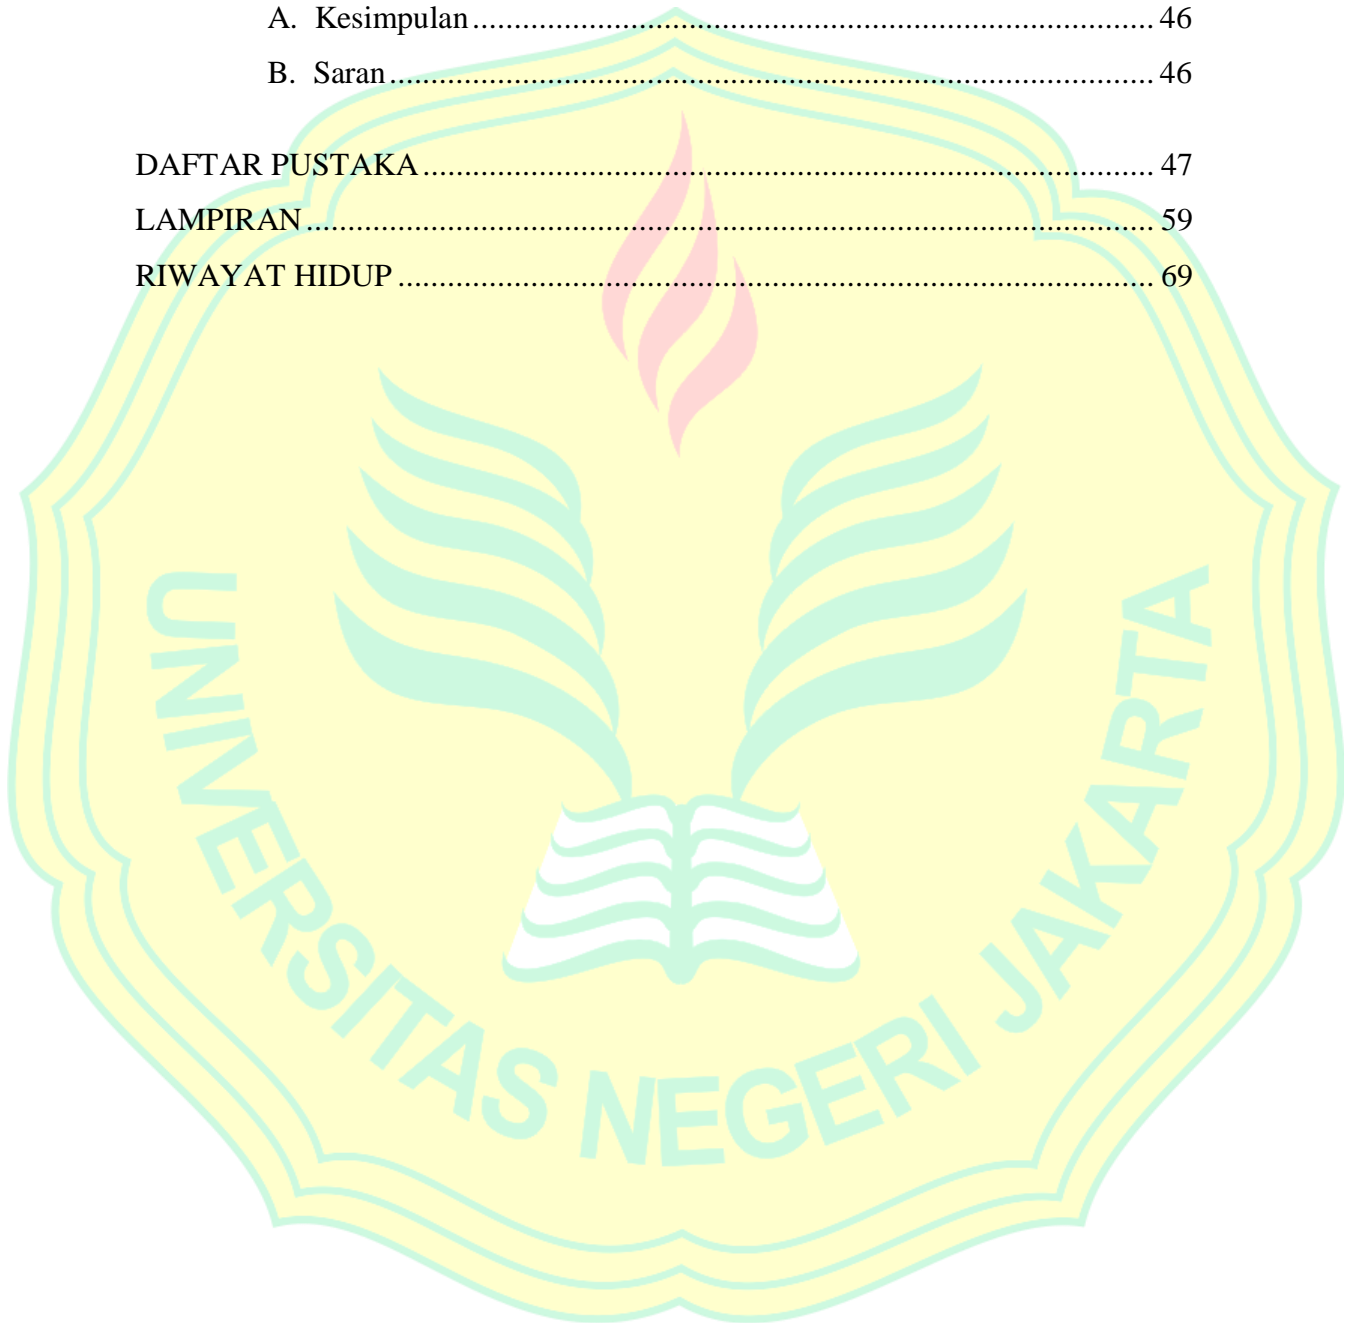 A. Kesimpulan .................................................................................. 46
B. Saran ............................................................................................ 46
DAFTAR PUSTAKA ........................................................................................ 47
LAMPIRAN ...................................................................................................... 59
RIWAYAT HIDUP ........................................................................................... 69
UNIVERSITAS NEGERI JAKARTA